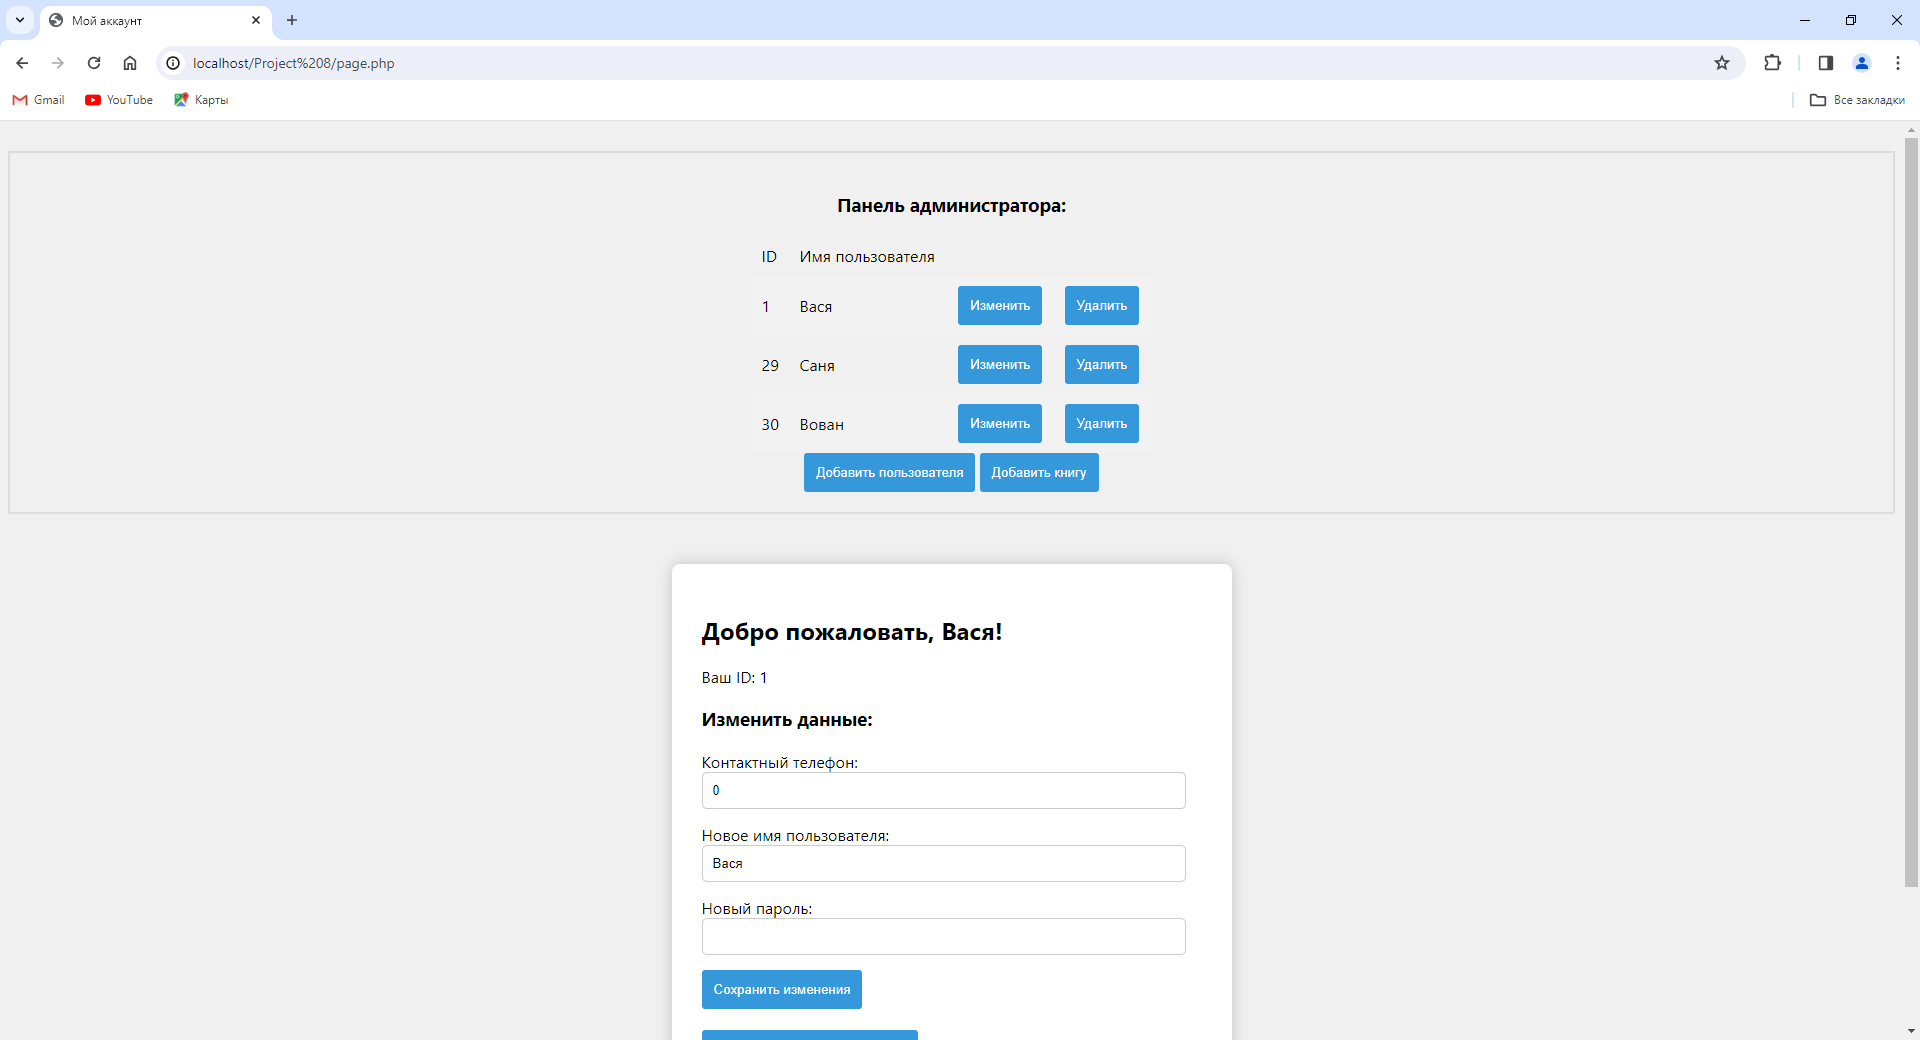 Мой аккаунт
localhost/Project%208/page.php
Gmail YouTube Карты Все закладки
Панель администратора:
ID Имя пользователя
1 Вася Изменить Удалить
29 Саня Изменить Удалить
30 Вован Изменить Удалить
Добавить пользователя Добавить книгу
Добро пожаловать, Вася!
Ваш ID: 1
Изменить данные:
Контактный телефон:
0
Новое имя пользователя:
Вася
Новый пароль:
Сохранить изменения